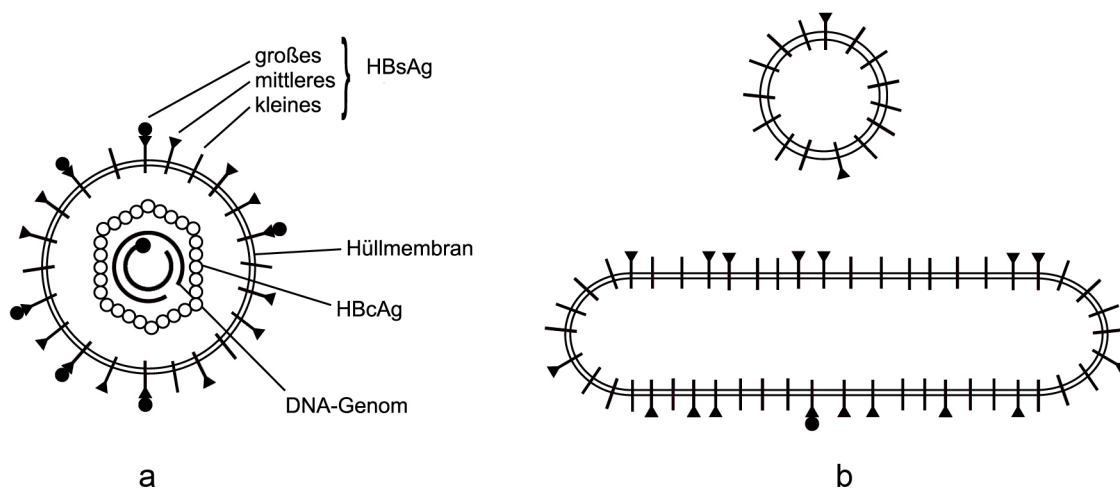 großes
mittleres
kleines
HBsAg
Hüllmembran
HBcAg
DNA-Genom
a
b